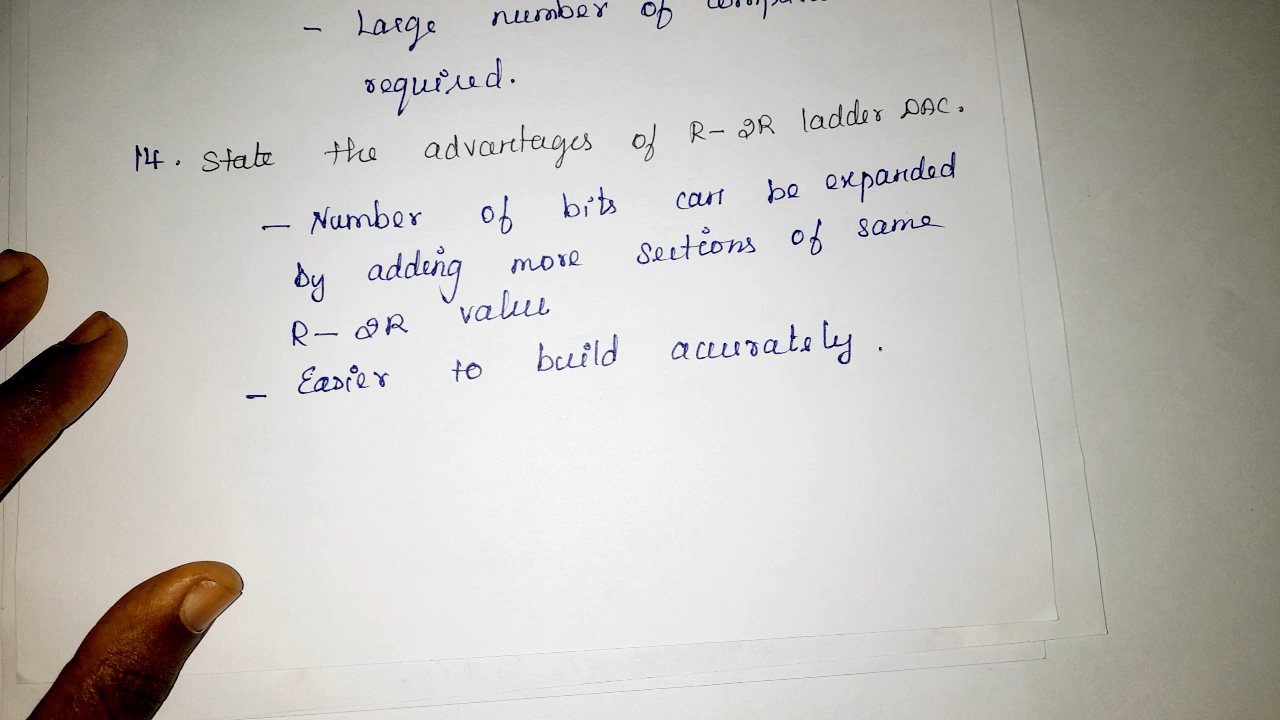 - Large number of
required.
14. State the advantages of R-2R ladder DAC.
- Number of bits can be expanded
by adding more sections of same
R-2R value
- Easier to build accurately.